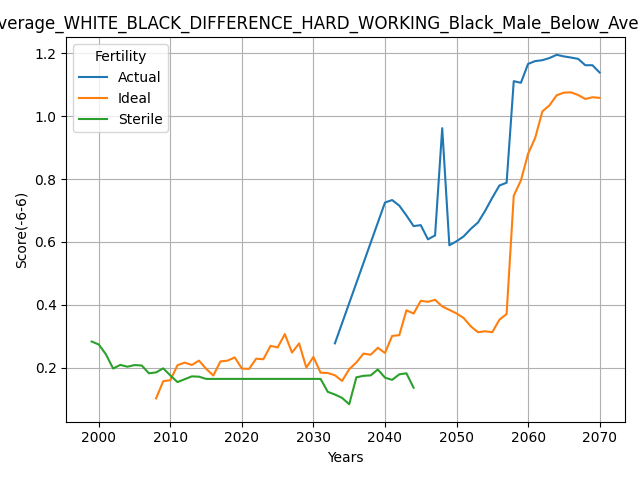 verage_WHITE_BLACK_DIFFERENCE_HARD_WORKING_Black_Male_Below_Ave
Fertility
Actual
Ideal
Sterile
Score(-6-6)
1.2
1.0
0.8
0.6
0.4
0.2
2000 2010 2020 2030 2040 2050 2060 2070
Years